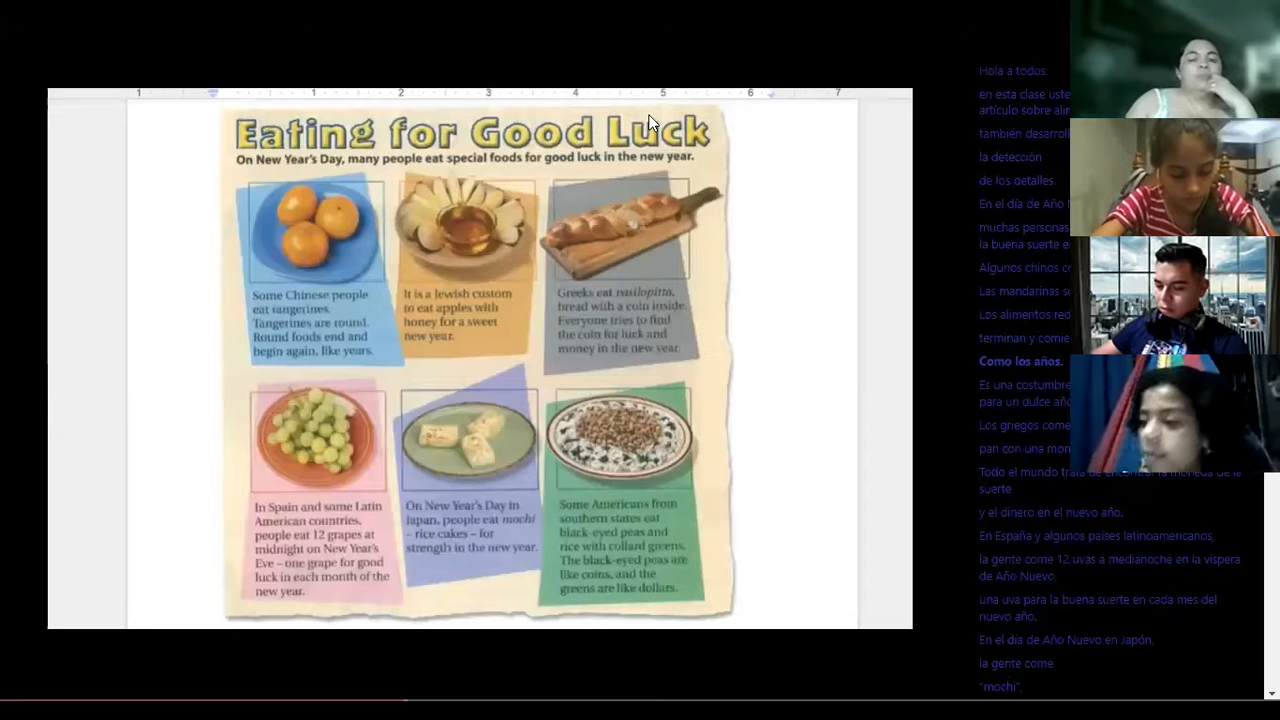 1 2 3 4 5 6 7
Eating for Good Luck
On New Year's Day, many people eat special foods for good luck in the new year.
Some Chinese people
eat tangerines.
Tangerines are round.
Round foods end and
begin again, like years.
It is a Jewish custom
to eat apples with
honey for a sweet
new year.
Greeks eat vasilopitta,
bread with a coin inside.
Everyone tries to find
the coin for luck and
money in the new year.
In Spain and some Latin
American countries,
people eat 12 grapes at
midnight on New Year's
Eve – one grape for good
luck in each month of the
new year.
On New Year's Day in
Japan, people eat mochi
– rice cakes – for
strength in the new year.
Some Americans from
southern states eat
black-eyed peas and
rice with collard greens.
The black-eyed peas are
like coins, and the
greens are like dollars.
Hola a todos.
en esta clase
artículo sobre
también
la detección
de los detalles.
En el día de Año
muchas personas
la buena suerte
Algunos chinos
Las mandarinas
Los alimentos
terminan y
Como los años.
Es una costumbre
para un dulce
Los griegos
pan con una
Todo el mundo trata de encontrar la moneda de la
suerte
y el dinero en el nuevo año.
En España y algunos países latinoamericanos,
la gente come 12 uvas a medianoche en la víspera
de Año Nuevo,
una uva para la buena suerte en cada mes del
nuevo año.
En el día de Año Nuevo en Japón,
la gente come
"mochi",